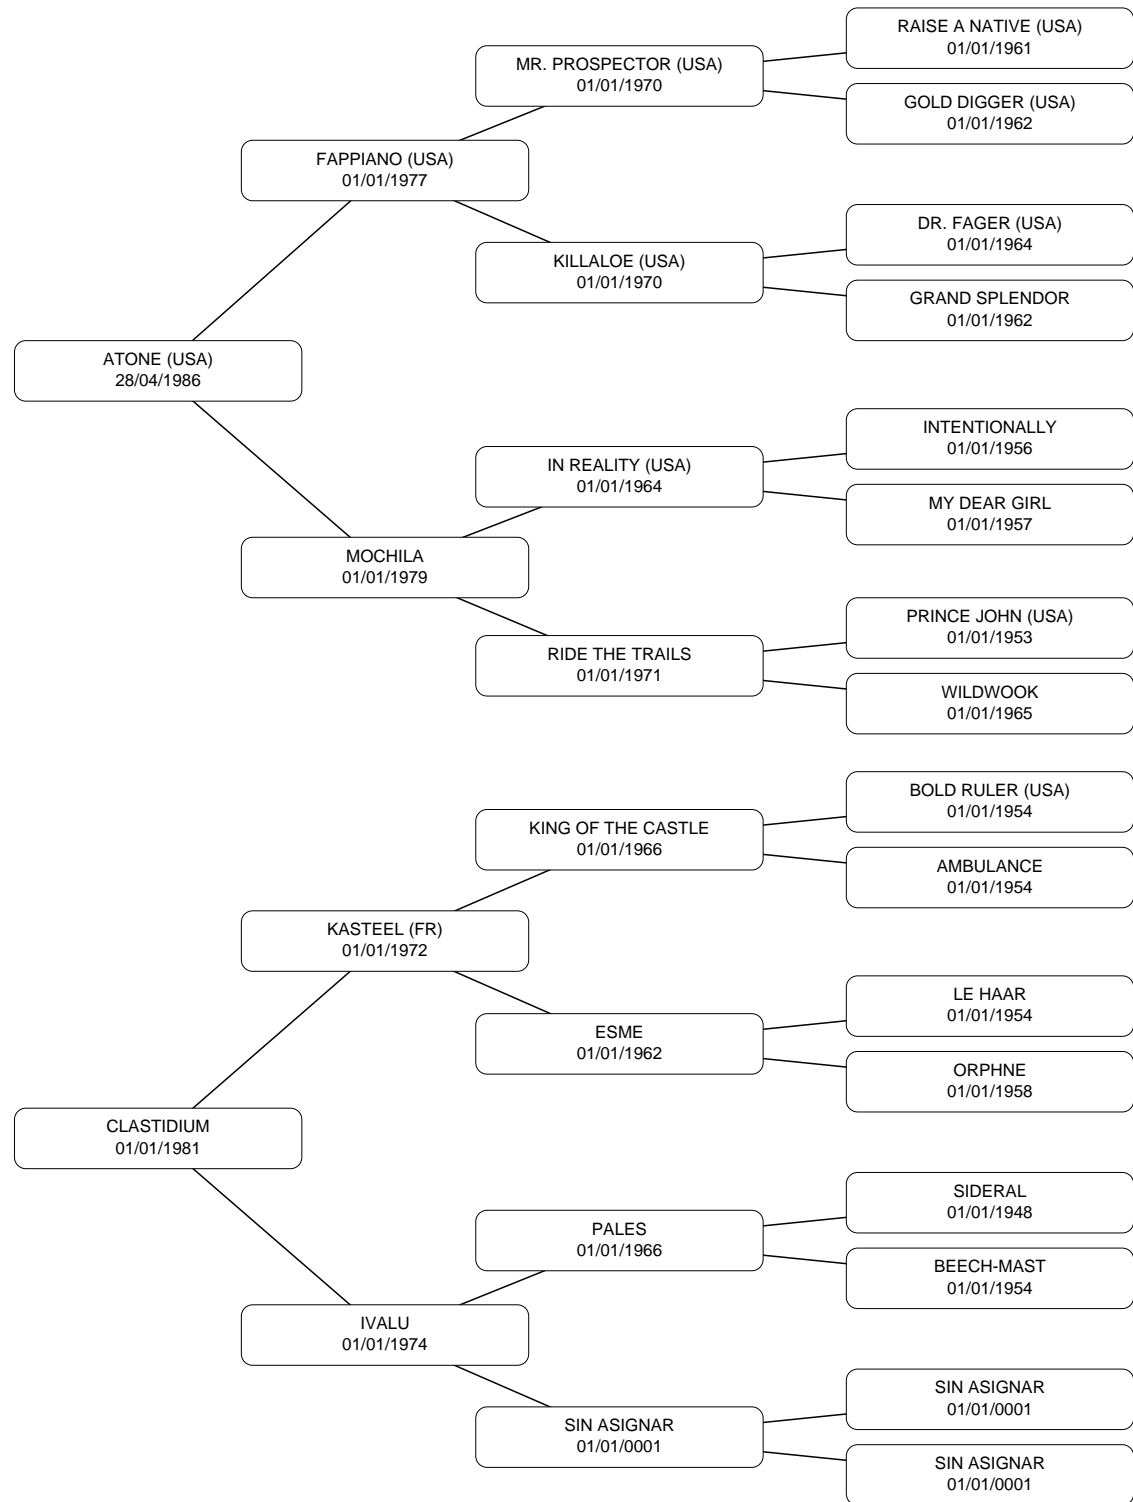 RAISE A NATIVE (USA)
01/01/1961
MR. PROSPECTOR (USA)
01/01/1970
GOLD DIGGER (USA)
01/01/1962
FAPPIANO (USA)
01/01/1977
DR. FAGER (USA)
01/01/1964
KILLALOE (USA)
01/01/1970
GRAND SPLENDOR
01/01/1962
ATONE (USA)
28/04/1986
INTENTIONALLY
01/01/1956
IN REALITY (USA)
01/01/1964
MY DEAR GIRL
01/01/1957
MOCHILA
01/01/1979
PRINCE JOHN (USA)
01/01/1953
RIDE THE TRAILS
01/01/1971
WILDWOOK
01/01/1965
BOLD RULER (USA)
01/01/1954
KING OF THE CASTLE
01/01/1966
AMBULANCE
01/01/1954
KASTEEL (FR)
01/01/1972
LE HAAR
01/01/1954
ESME
01/01/1962
ORPHNE
01/01/1958
CLASTIDIUM
01/01/1981
SIDERAL
01/01/1948
PALES
01/01/1966
BEECH-MAST
01/01/1954
IVALU
01/01/1974
SIN ASIGNAR
01/01/0001
SIN ASIGNAR
01/01/0001
SIN ASIGNAR
01/01/0001